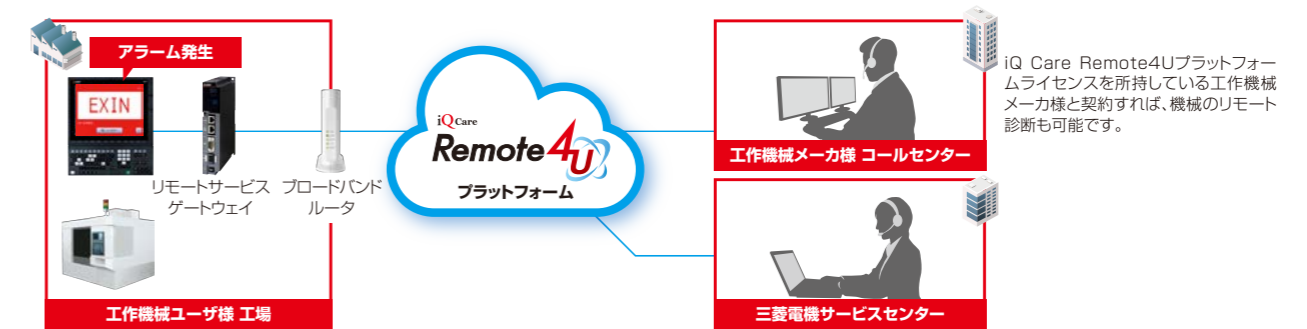 アラーム発生
EXIN
リモートサービス
ゲートウェイ
ブロードバンド
ルータ
工作機械ユーザ様 工場
iQ Care
Remote4U
プラットフォーム
工作機械メーカ様 コールセンター
iQ Care Remote4Uプラットフォー
ムライセンスを所持している工作機械
メーカ様と契約すれば、機械のリモート
診断も可能です。
三菱電機サービスセンター